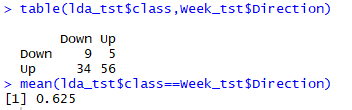 > table(lda_tst$class,Week_tst$Direction)
Down Up
Down 9 5
Up 34 56
> mean(lda_tst$class==Week_tst$Direction)
[1] 0.625